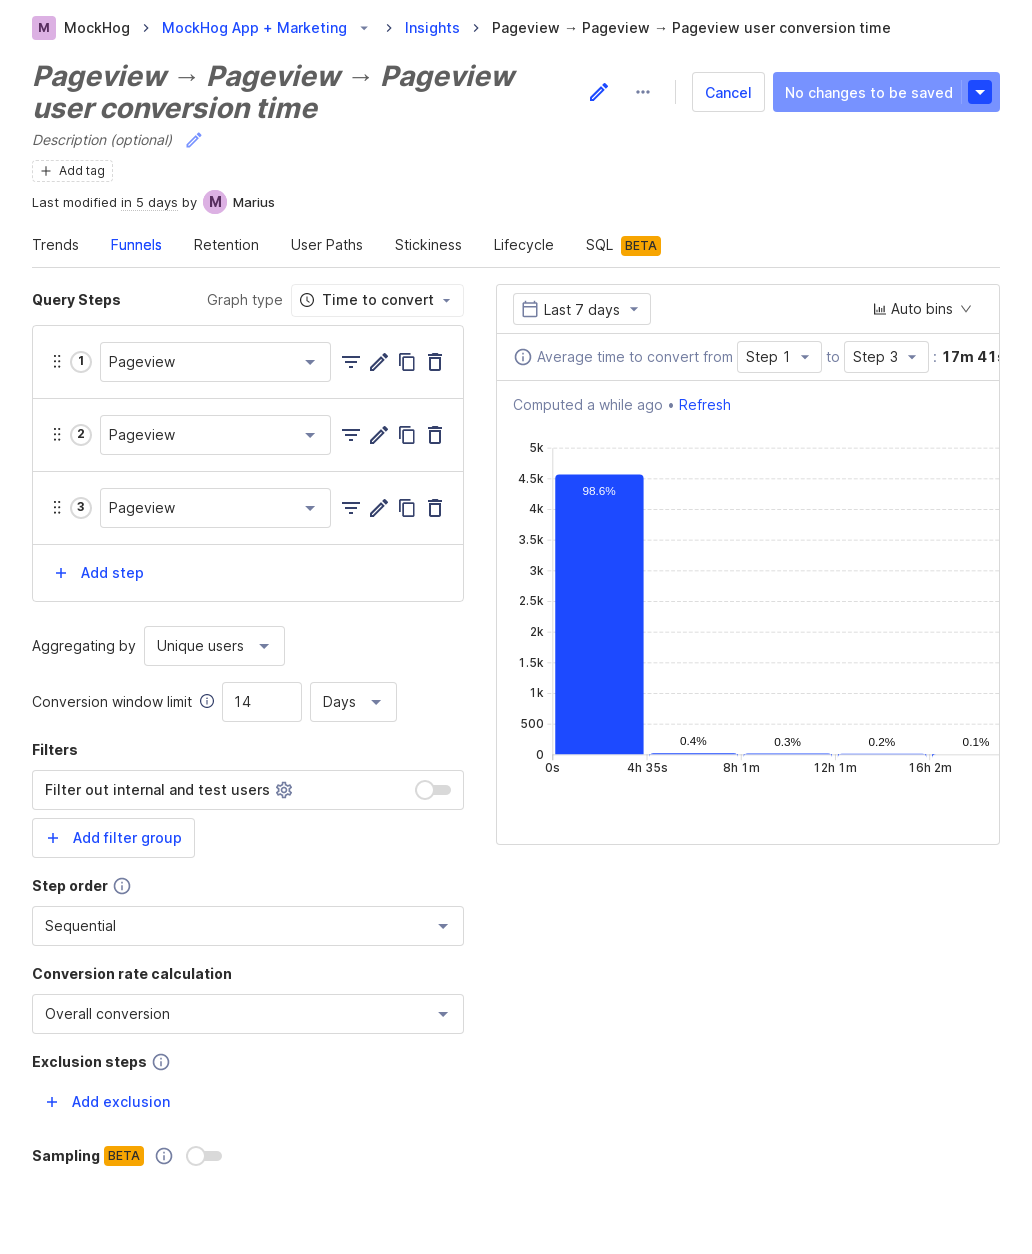 M MockHog > MockHog App + Marketing > Insights > Pageview → Pageview → Pageview user conversion time
Pageview → Pageview → Pageview
user conversion time
Cancel
No changes to be saved
Description (optional)
Add tag
Last modified in 5 days by M Marius
Trends Funnels Retention User Paths Stickiness Lifecycle SQL BETA
Query Steps
Graph type
Time to convert
1 Pageview
2 Pageview
3 Pageview
+ Add step
Aggregating by Unique users
Conversion window limit 14 Days
Filters
Filter out internal and test users
+ Add filter group
Step order
Sequential
Conversion rate calculation
Overall conversion
Exclusion steps
+ Add exclusion
Sampling BETA
Last 7 days
Auto bins
Average time to convert from Step 1 to Step 3 : 17m 41s
Computed a while ago • Refresh
5k
4.5k
4k
3.5k
3k
2.5k
2k
1.5k
1k
500
0
98.6%
0.4%
0.3%
0.2%
0.1%
0s
4h 35s
8h 1m
12h 1m
16h 2m